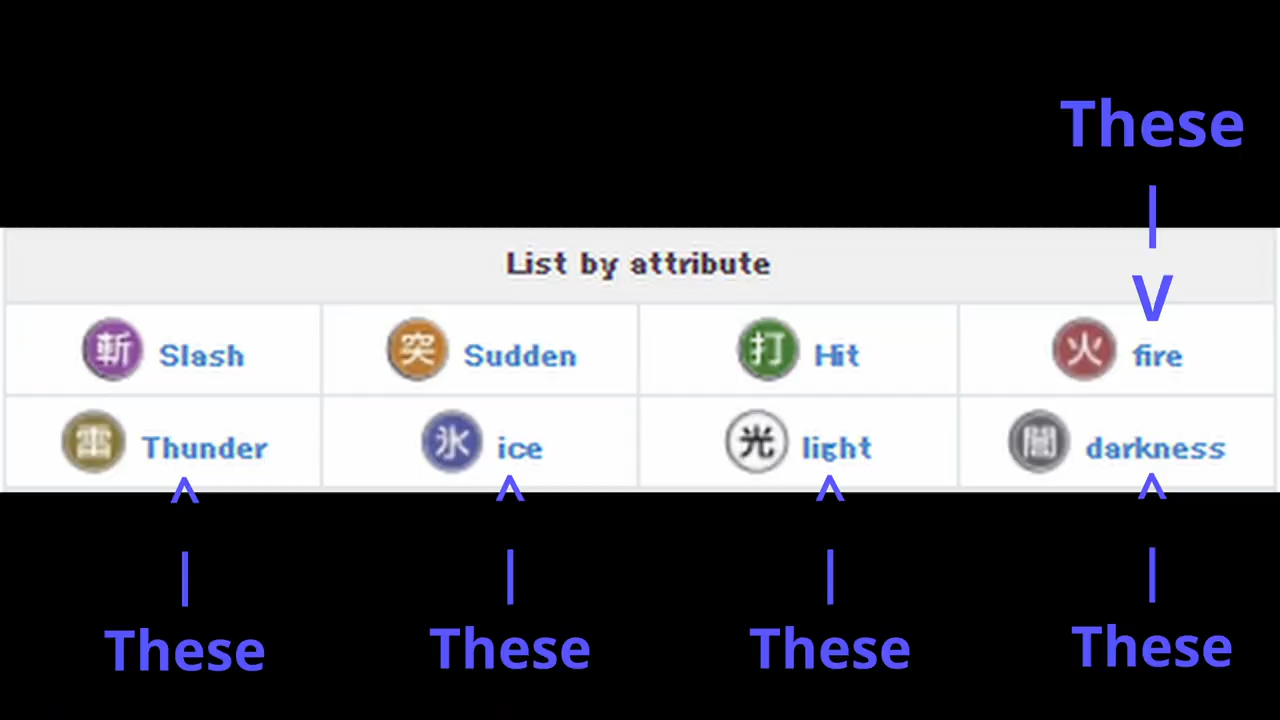 These
|
V
List by attribute
斬 Slash 突 Sudden 打 Hit 火 fire
雷 Thunder 氷 ice 光 light 闇 darkness
^ ^ ^ ^
| | | |
These These These These